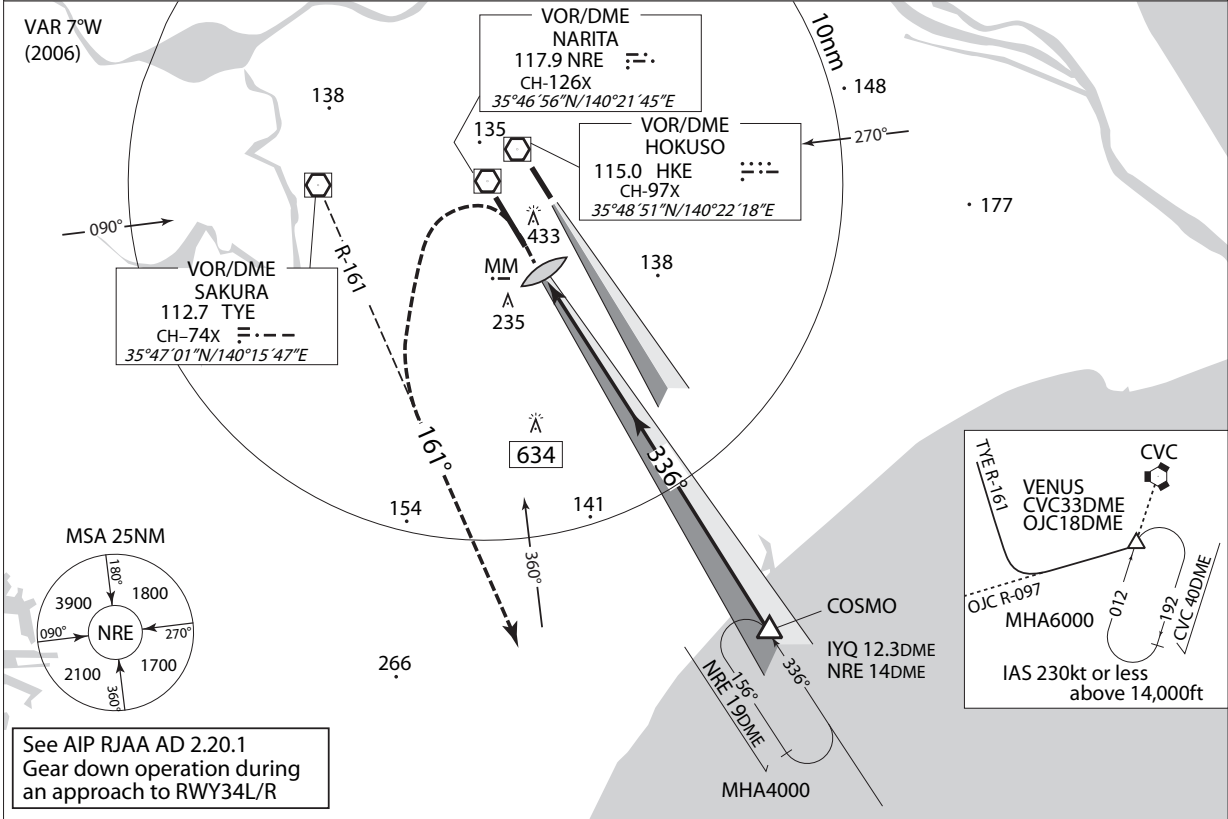 VAR 7°W
(2006)
VOR/DME
NARITA
117.9 NRE
CH-126X
35°46´56"N/140°21´45"E
10nm
148
138
135
VOR/DME
HOKUSO
115.0 HKE
CH-97X
35°48´51"N/140°22´18"E
270°
177
090°
R-161
433
138
MM
235
VOR/DME
SAKURA
112.7 TYE
CH–74X
35°47´01"N/140°15´47"E
161°
634
336°
154
141
360°
MSA 25NM
180°
3900
1800
090°
NRE
270°
2100
1700
360°
266
COSMO
IYQ 12.3DME
NRE 14DME
336°
156°
NRE 19DME
MHA4000
TYE R-161
CVC
VENUS
CVC33DME
OJC18DME
OJC R-097
012
192
CVC 40DME
MHA6000
IAS 230kt or less
above 14,000ft
See AIP RJAA AD 2.20.1
Gear down operation during
an approach to RWY34L/R